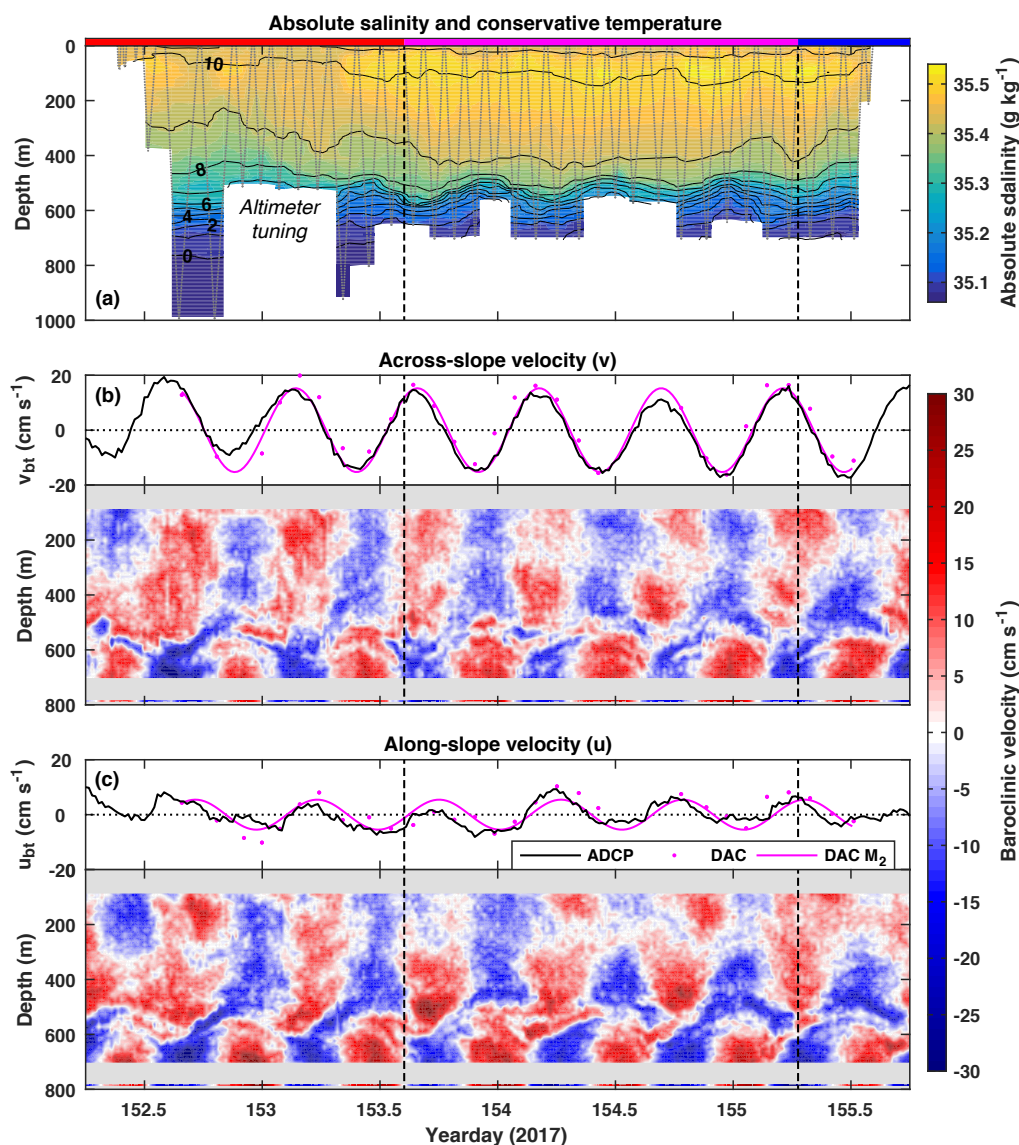 Absolute salinity and conservative temperature
0
200
400
600
800
1000
Depth (m)
10
8
6
4
2
0
Altimeter
tuning
(a)
35.5
35.4
35.3
35.2
35.1
Absolute sdalinity (g kg⁻¹)
Across-slope velocity (v)
(b)
20
0
-20
v_bt (cm s⁻¹)
200
400
600
800
Depth (m)
Along-slope velocity (u)
(c)
20
0
-20
u_bt (cm s⁻¹)
ADCP DAC DAC M₂
200
400
600
800
Depth (m)
152.5 153 153.5 154 154.5 155 155.5
Yearday (2017)
30
25
20
15
10
5
0
-5
-10
-15
-20
-25
-30
Baroclinic velocity (cm s⁻¹)